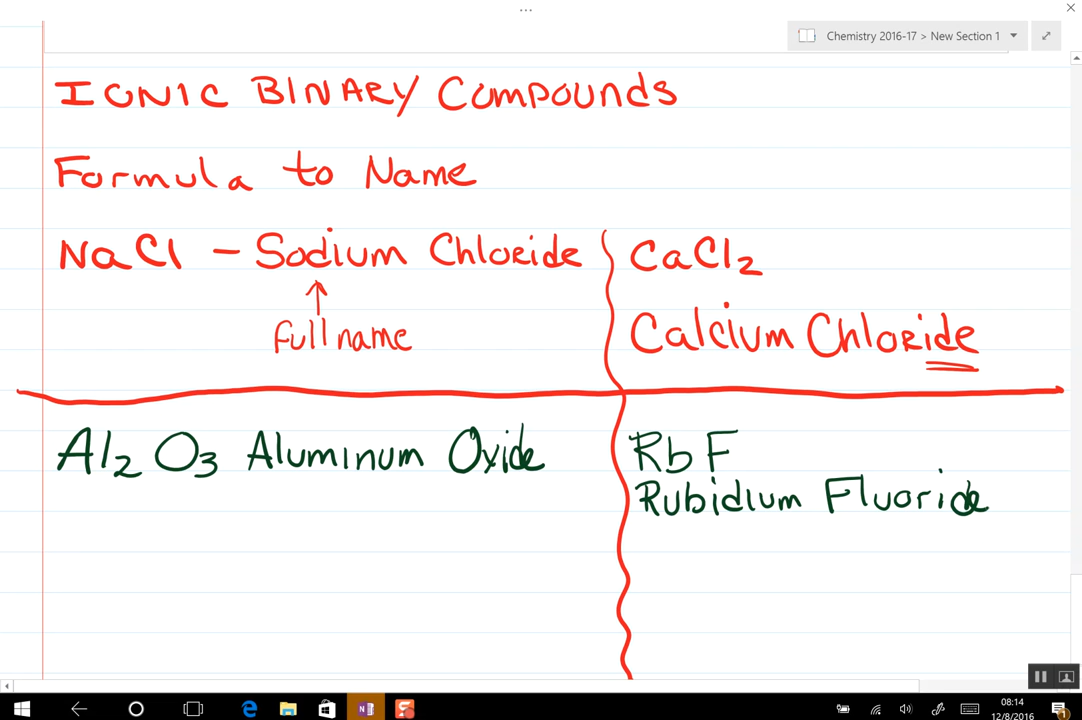 ...
Chemistry 2016-17 > New Section 1
IONIC BINARY COMPOUNDS
Formula to Name
NaCl – Sodium Chloride
Full name
CaCl₂
Calcium Chloride
Al₂O₃ Aluminum Oxide
RbF
Rubidium Fluoride
08:14
12/8/2016